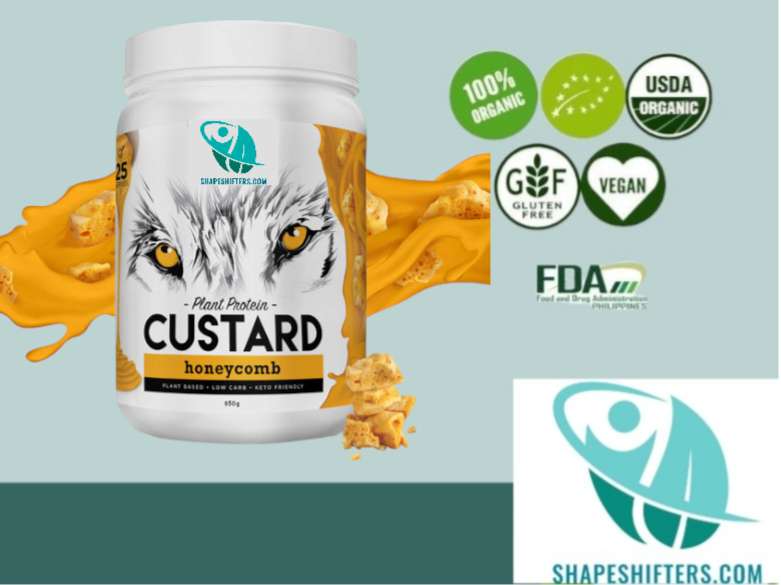 SHAPESHIFTERS.COM
25
- Plant Protein -
CUSTARD
honeycomb
PLANT BASED • LOW CARB • KETO FRIENDLY
950g
100%
ORGANIC
USDA
ORGANIC
GF
GLUTEN
FREE
VEGAN
FDA
Food and Drug Administration
PHILIPPINES
SHAPESHIFTERS.COM